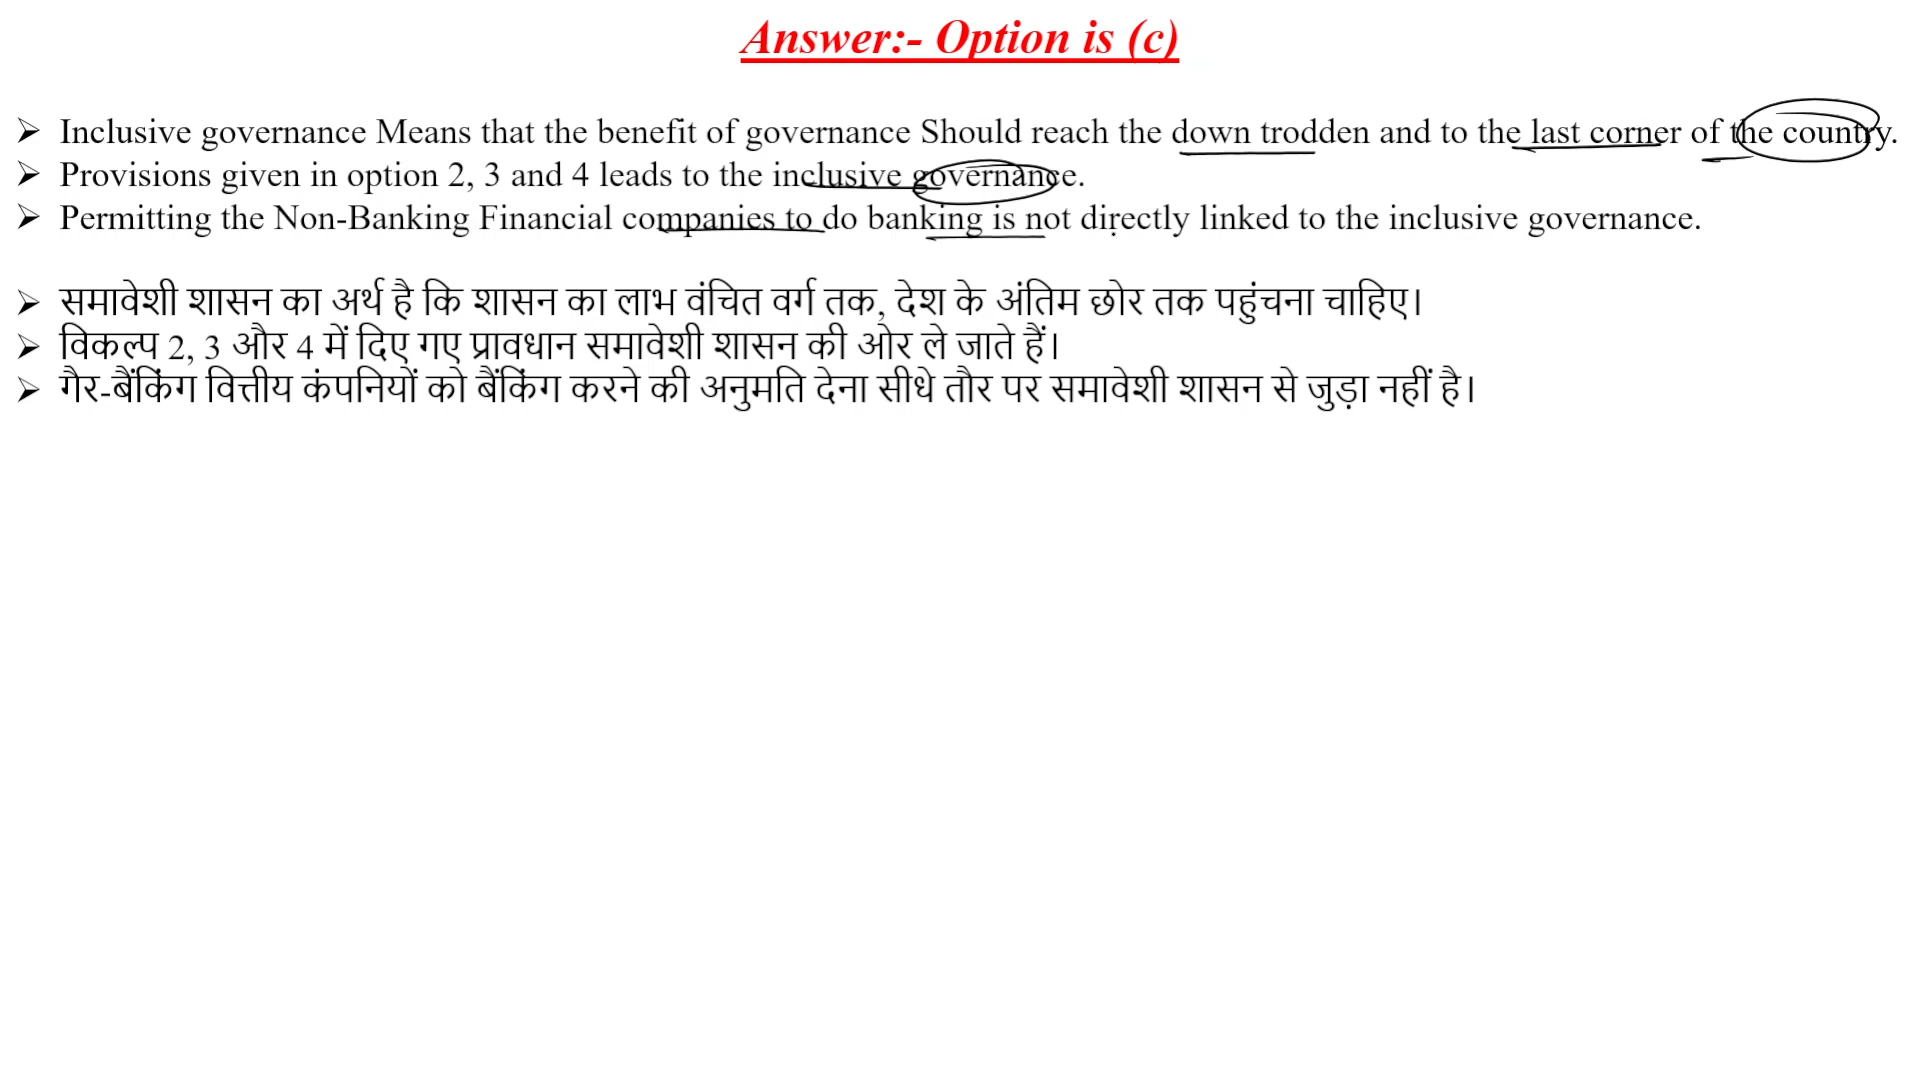 Answer:- Option is (c)
➢ Inclusive governance Means that the benefit of governance Should reach the down trodden and to the last corner of the country.
➢ Provisions given in option 2, 3 and 4 leads to the inclusive governance.
➢ Permitting the Non-Banking Financial companies to do banking is not directly linked to the inclusive governance.
➢ समावेशी शासन का अर्थ है कि शासन का लाभ वंचित वर्ग तक, देश के अंतिम छोर तक पहुंचना चाहिए।
➢ विकल्प 2, 3 और 4 में दिए गए प्रावधान समावेशी शासन की ओर ले जाते हैं।
➢ गैर-बैंकिंग वित्तीय कंपनियों को बैंकिंग करने की अनुमति देना सीधे तौर पर समावेशी शासन से जुड़ा नहीं है।